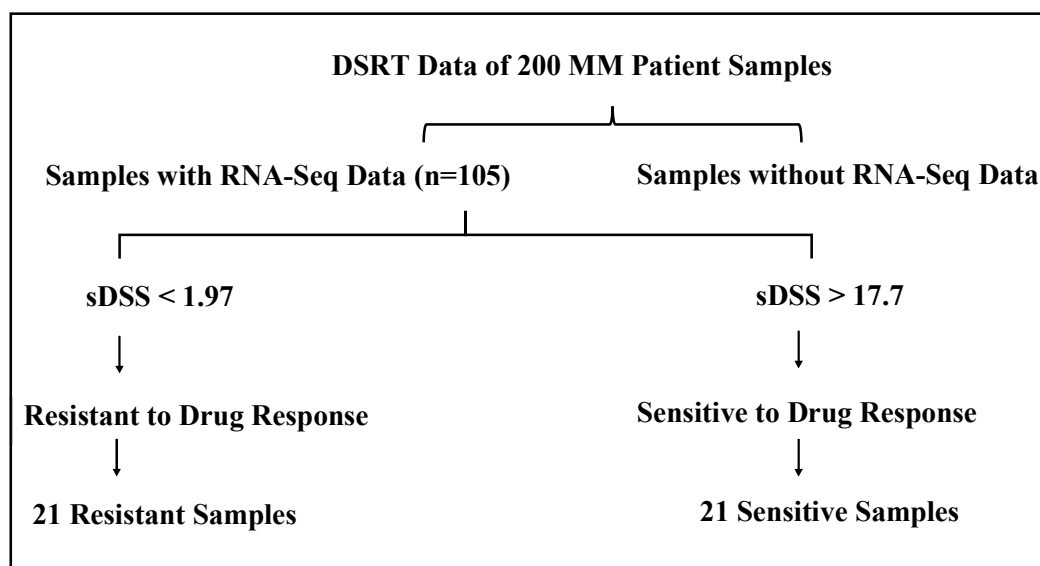 DSRT Data of 200 MM Patient Samples
Samples with RNA-Seq Data (n=105)
Samples without RNA-Seq Data
sDSS < 1.97
sDSS > 17.7
Resistant to Drug Response
Sensitive to Drug Response
21 Resistant Samples
21 Sensitive Samples